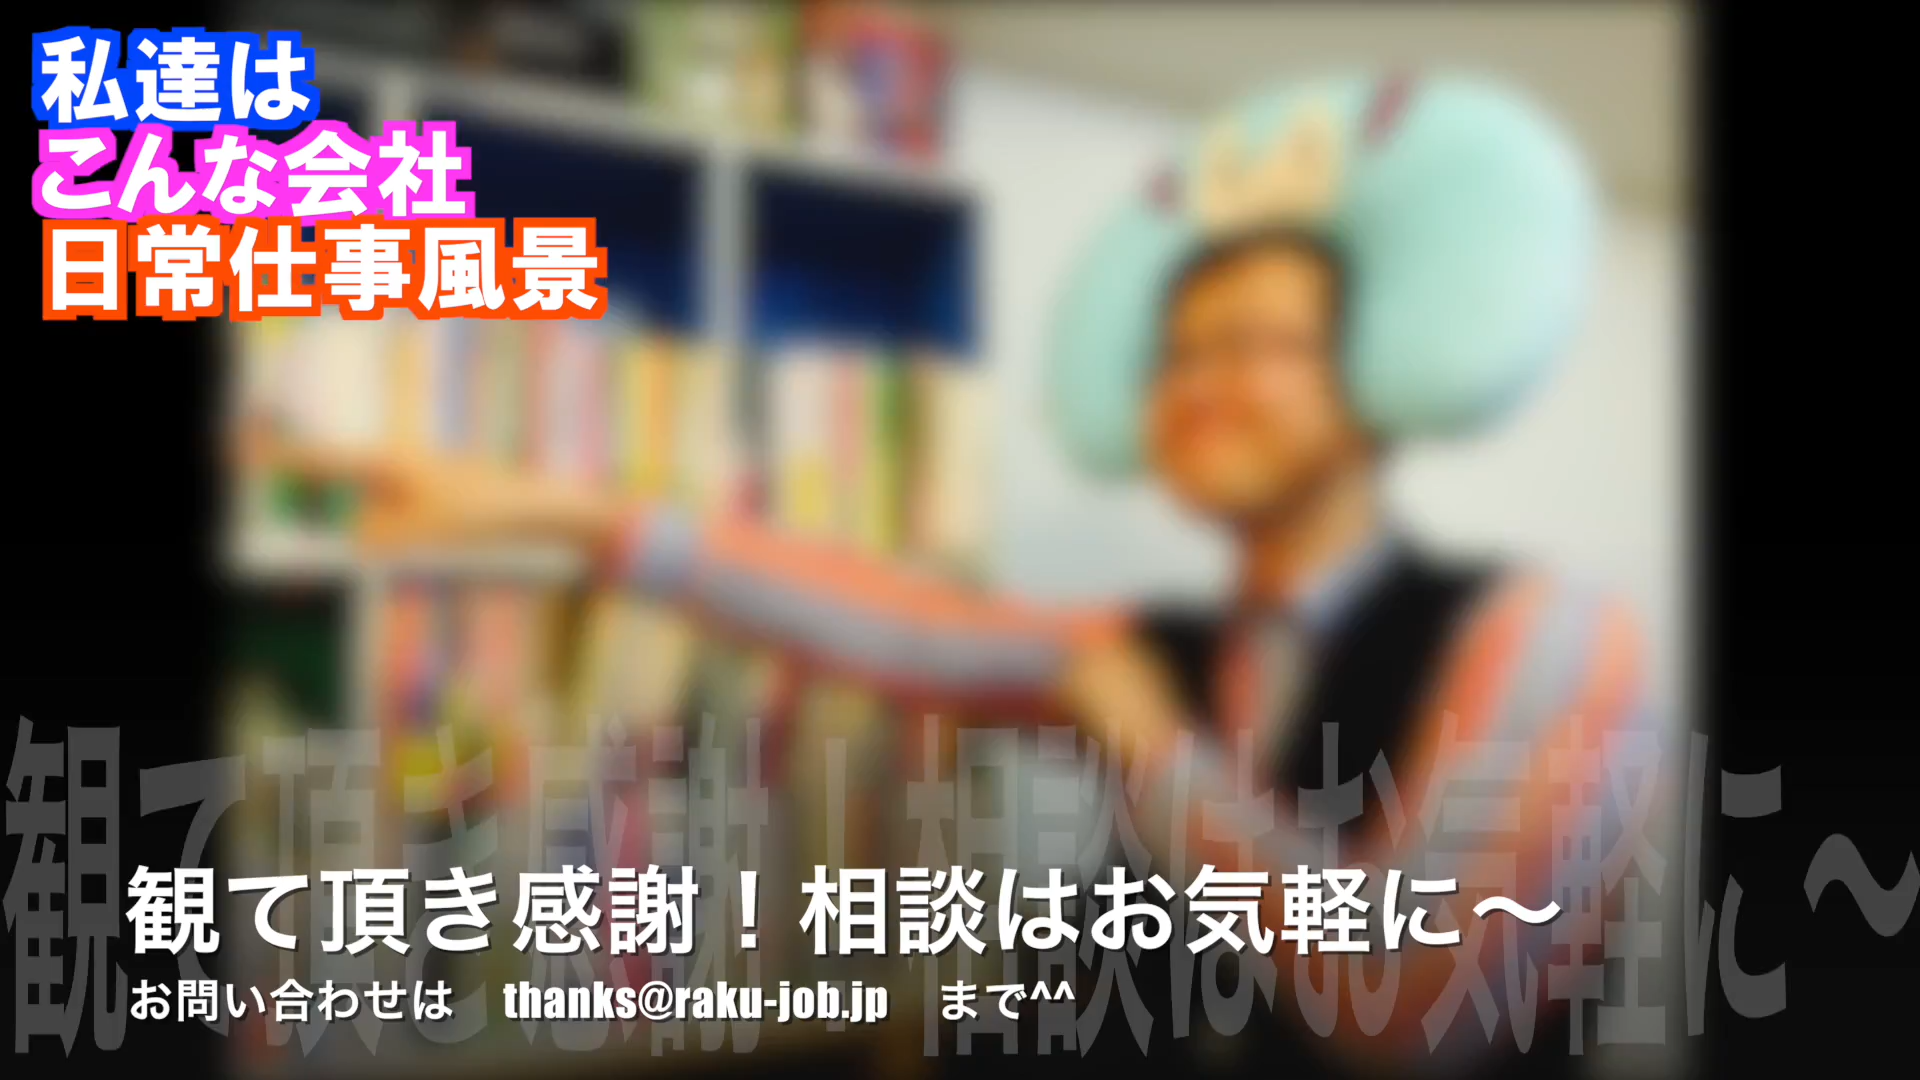 私達は
こんな会社
日常仕事風景
観て頂き感謝！相談はお気軽に〜
観て頂き感謝！相談はお気軽に〜
お問い合わせは　thanks@raku-job.jp　まで^^